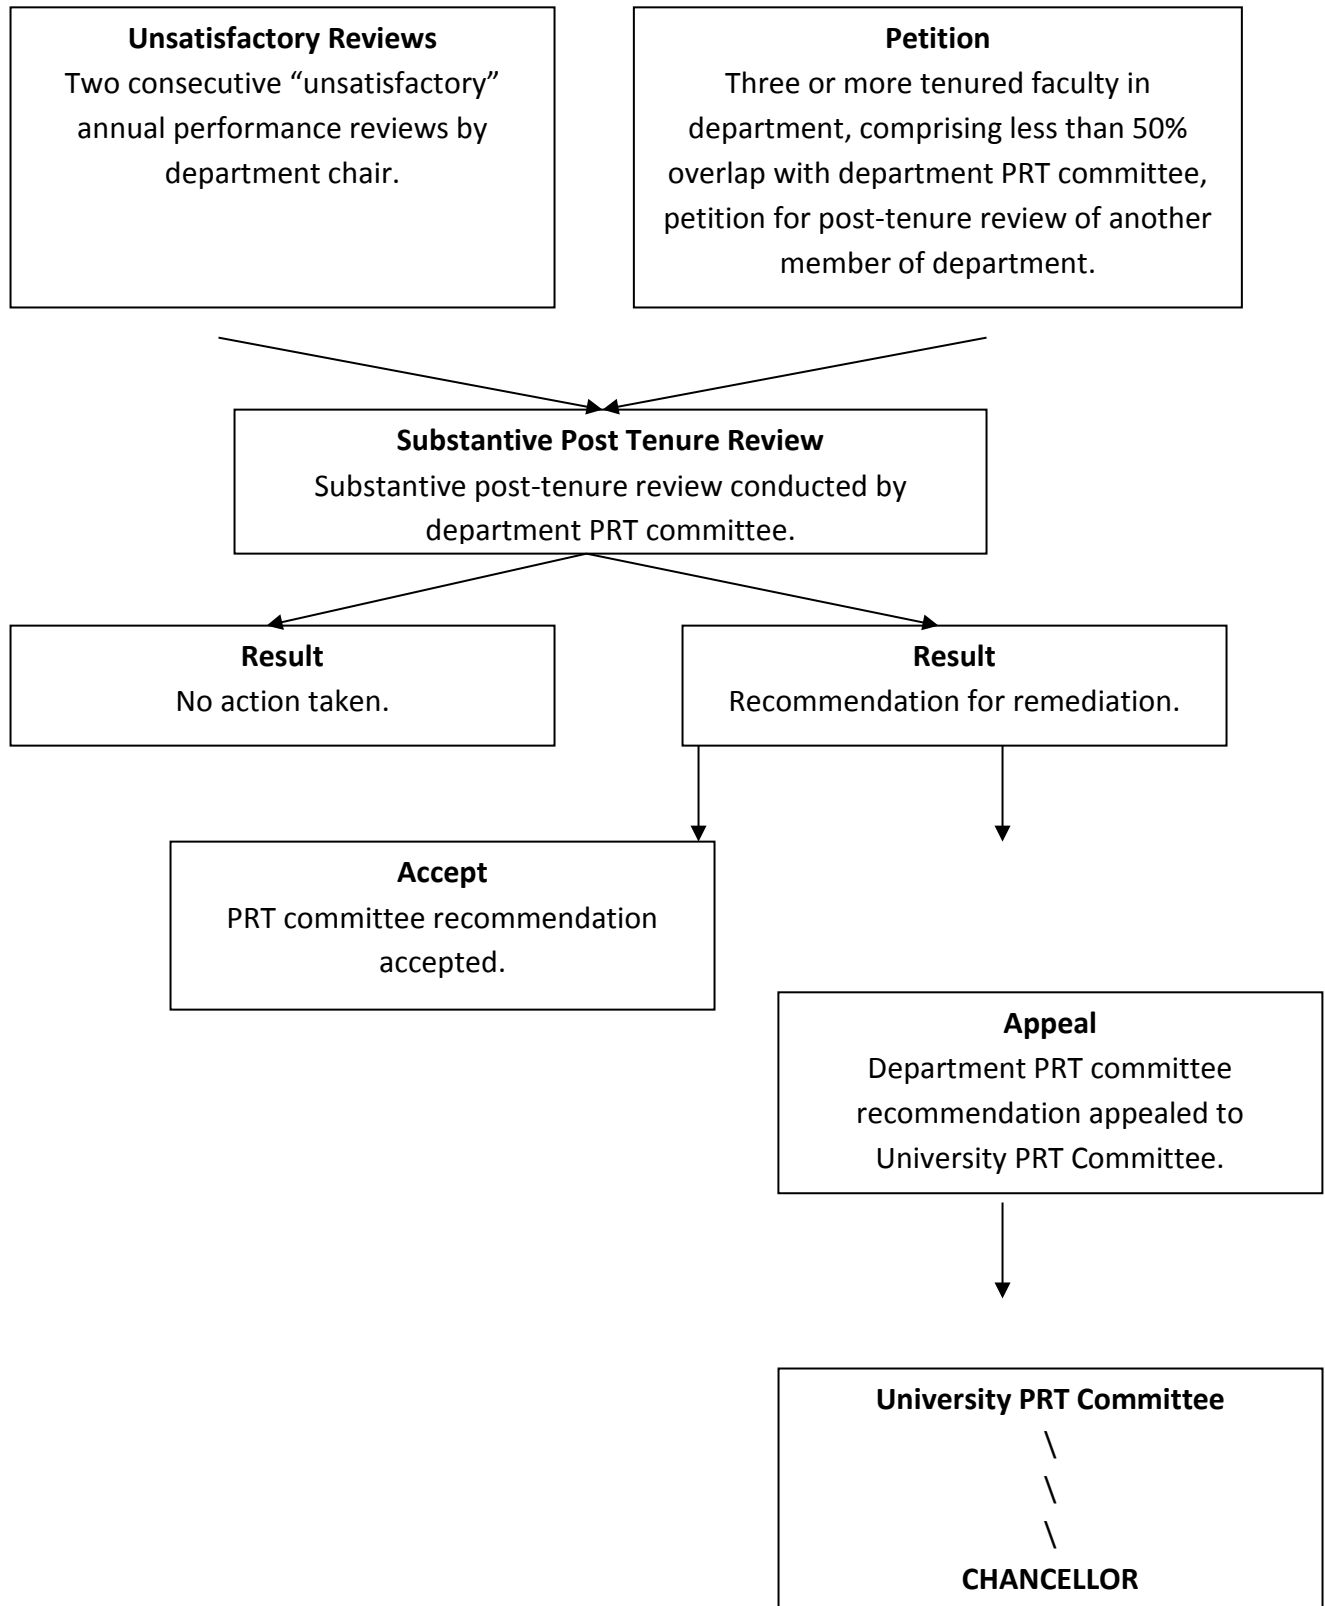 Unsatisfactory Reviews
Two consecutive “unsatisfactory”
annual performance reviews by
department chair.
Petition
Three or more tenured faculty in
department, comprising less than 50%
overlap with department PRT committee,
petition for post-tenure review of another
member of department.
Substantive Post Tenure Review
Substantive post-tenure review conducted by
department PRT committee.
Result
No action taken.
Result
Recommendation for remediation.
Accept
PRT committee recommendation
accepted.
Appeal
Department PRT committee
recommendation appealed to
University PRT Committee.
University PRT Committee
\
\
\
CHANCELLOR